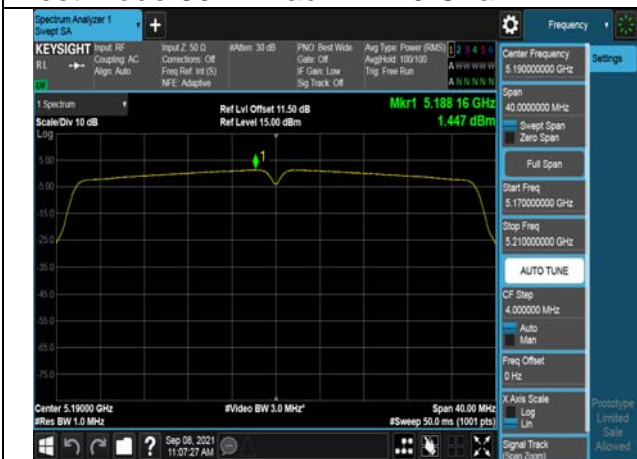 Spectrum Analyzer 1
Swept SA
+
Frequency
KEYSIGHT
RL
Input: RF
Coupling: AC
Align: Auto
Input Z: 50 Ω
Corrections: Off
Freq Ref: Int (S)
NFE: Adaptive
#Atten: 30 dB
PNO: Best Wide
Gate: Off
IF Gain: Low
Sig Track: Off
Avg Type: Power (RMS)
Avg|Hold: 100/100
Trig: Free Run
1 2 3 4 5 6
A W W W W W
A N N N N N
1 Spectrum
Scale/Div 10 dB
Log
Ref Lvl Offset 11.50 dB
Ref Level 15.00 dBm
Mkr1 5.188 16 GHz
1.447 dBm
1
5.00
-5.00
-15.0
-25.0
-35.0
-45.0
-55.0
-65.0
-75.0
Center 5.19000 GHz
#Res BW 1.0 MHz
#Video BW 3.0 MHz*
Span 40.00 MHz
#Sweep 50.0 ms (1001 pts)
Center Frequency
5.190000000 GHz
Settings
Span
40.0000000 MHz
Swept Span
Zero Span
Full Span
Start Freq
5.170000000 GHz
Stop Freq
5.210000000 GHz
AUTO TUNE
CF Step
4.000000 MHz
Auto
Man
Freq Offset
0 Hz
X Axis Scale
Log
Lin
Signal Track
(Span Zoom)
Prototype
Limited
Sale
Allowed
?
Sep 08, 2021
11:07:27 AM